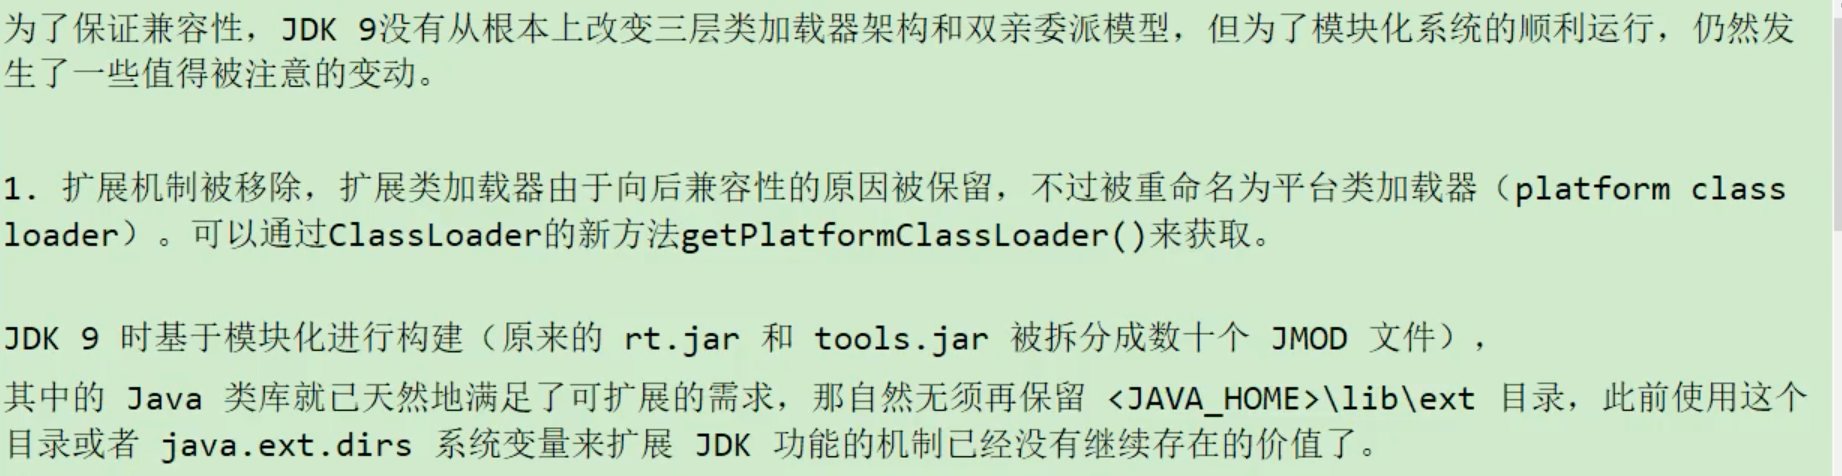 为了保证兼容性，JDK 9没有从根本上改变三层类加载器架构和双亲委派模型，但为了模块化系统的顺利运行，仍然发
生了一些值得被注意的变动。
1. 扩展机制被移除，扩展类加载器由于向后兼容性的原因被保留，不过被重命名为平台类加载器（platform class
loader）。可以通过ClassLoader的新方法getPlatformClassLoader()来获取。
JDK 9 时基于模块化进行构建（原来的 rt.jar 和 tools.jar 被拆分成数十个 JMOD 文件），
其中的 Java 类库就已天然地满足了可扩展的需求，那自然无须再保留 <JAVA_HOME>\lib\ext 目录，此前使用这个
目录或者 java.ext.dirs 系统变量来扩展 JDK 功能的机制已经没有继续存在的价值了。